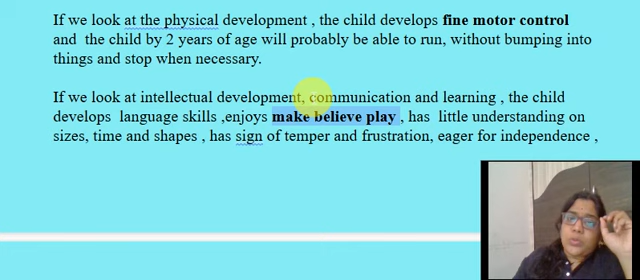 If we look at the physical development , the child develops fine motor control
and  the child by 2 years of age will probably be able to run, without bumping into
things and stop when necessary.
If we look at intellectual development, communication and learning , the child
develops  language skills ,enjoys make believe play , has  little understanding on
sizes, time and shapes , has sign of temper and frustration, eager for independence ,